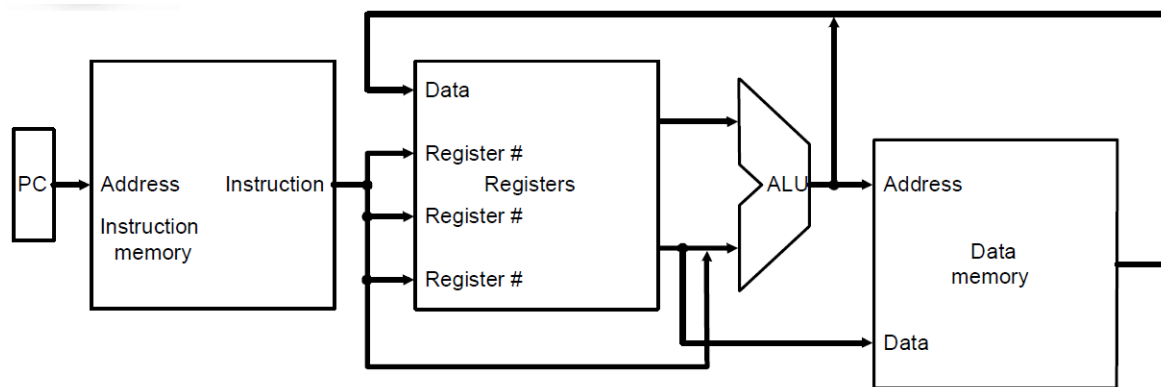 PC
Address
Instruction
Instruction
memory
Data
Register #
Registers
Register #
Register #
ALU
Address
Data
memory
Data